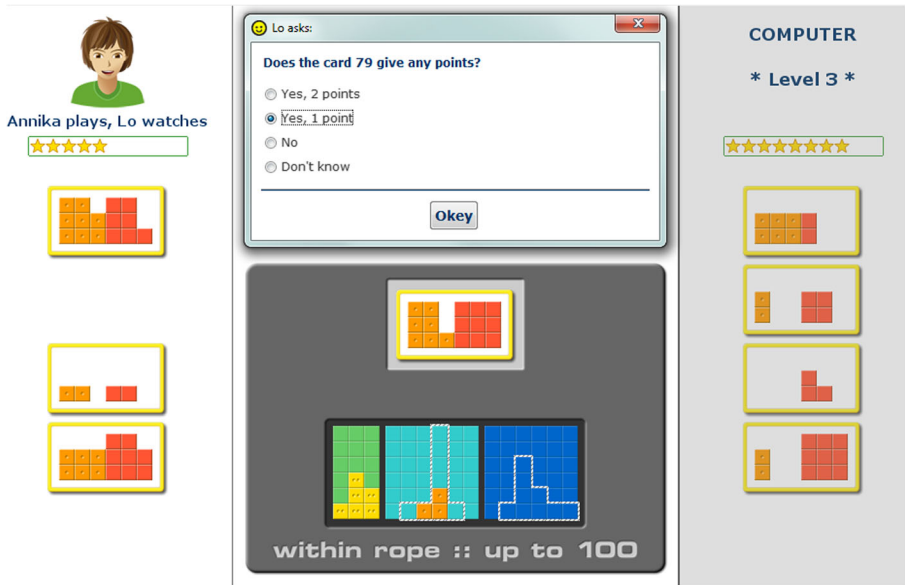 Lo asks:
Does the card 79 give any points?
Yes, 2 points
Yes, 1 point
No
Don't know
Okey
Annika plays, Lo watches
COMPUTER
* Level 3 *
within rope :: up to 100